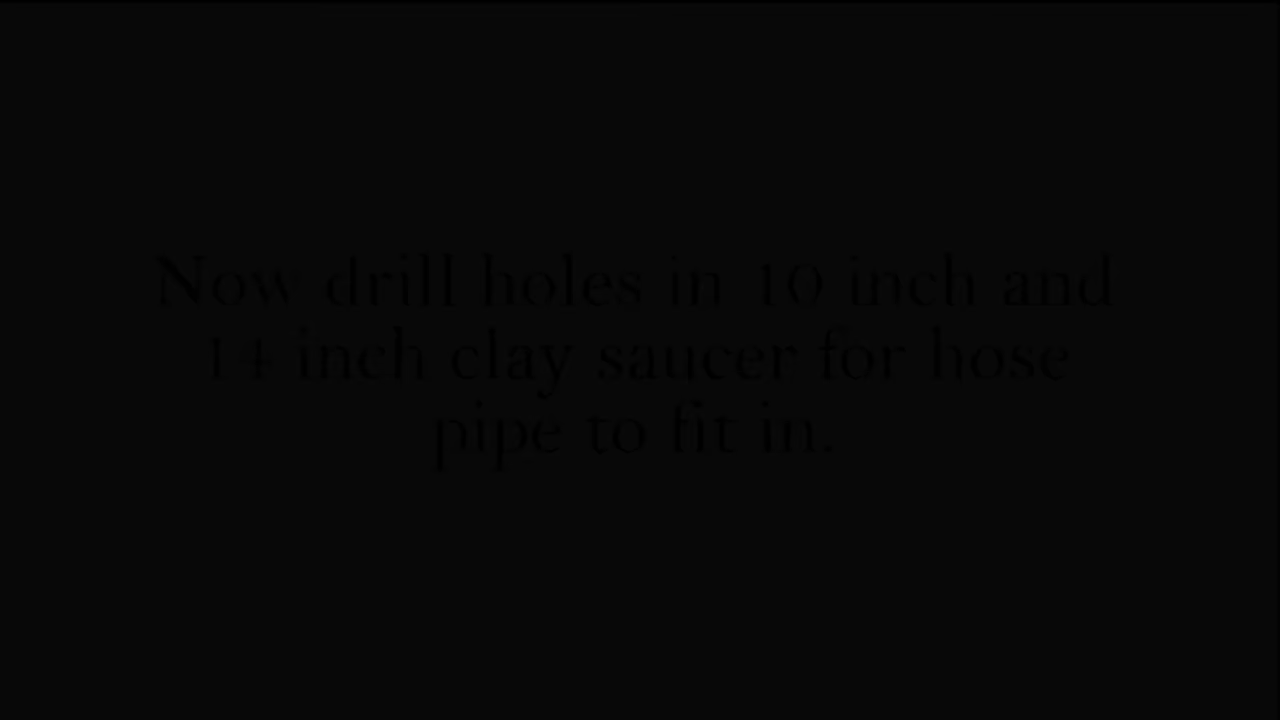 Now drill holes in 10 inch and
14 inch clay saucer for hose
pipe to fit in.